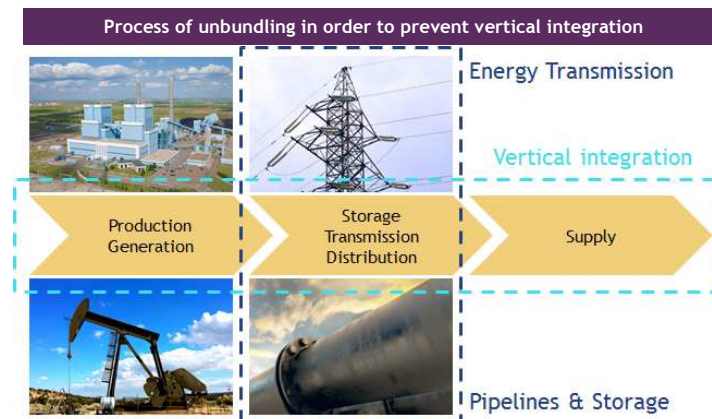 Process of unbundling in order to prevent vertical integration
Energy Transmission
Vertical integration
Production
Generation
Storage
Transmission
Distribution
Supply
Pipelines & Storage